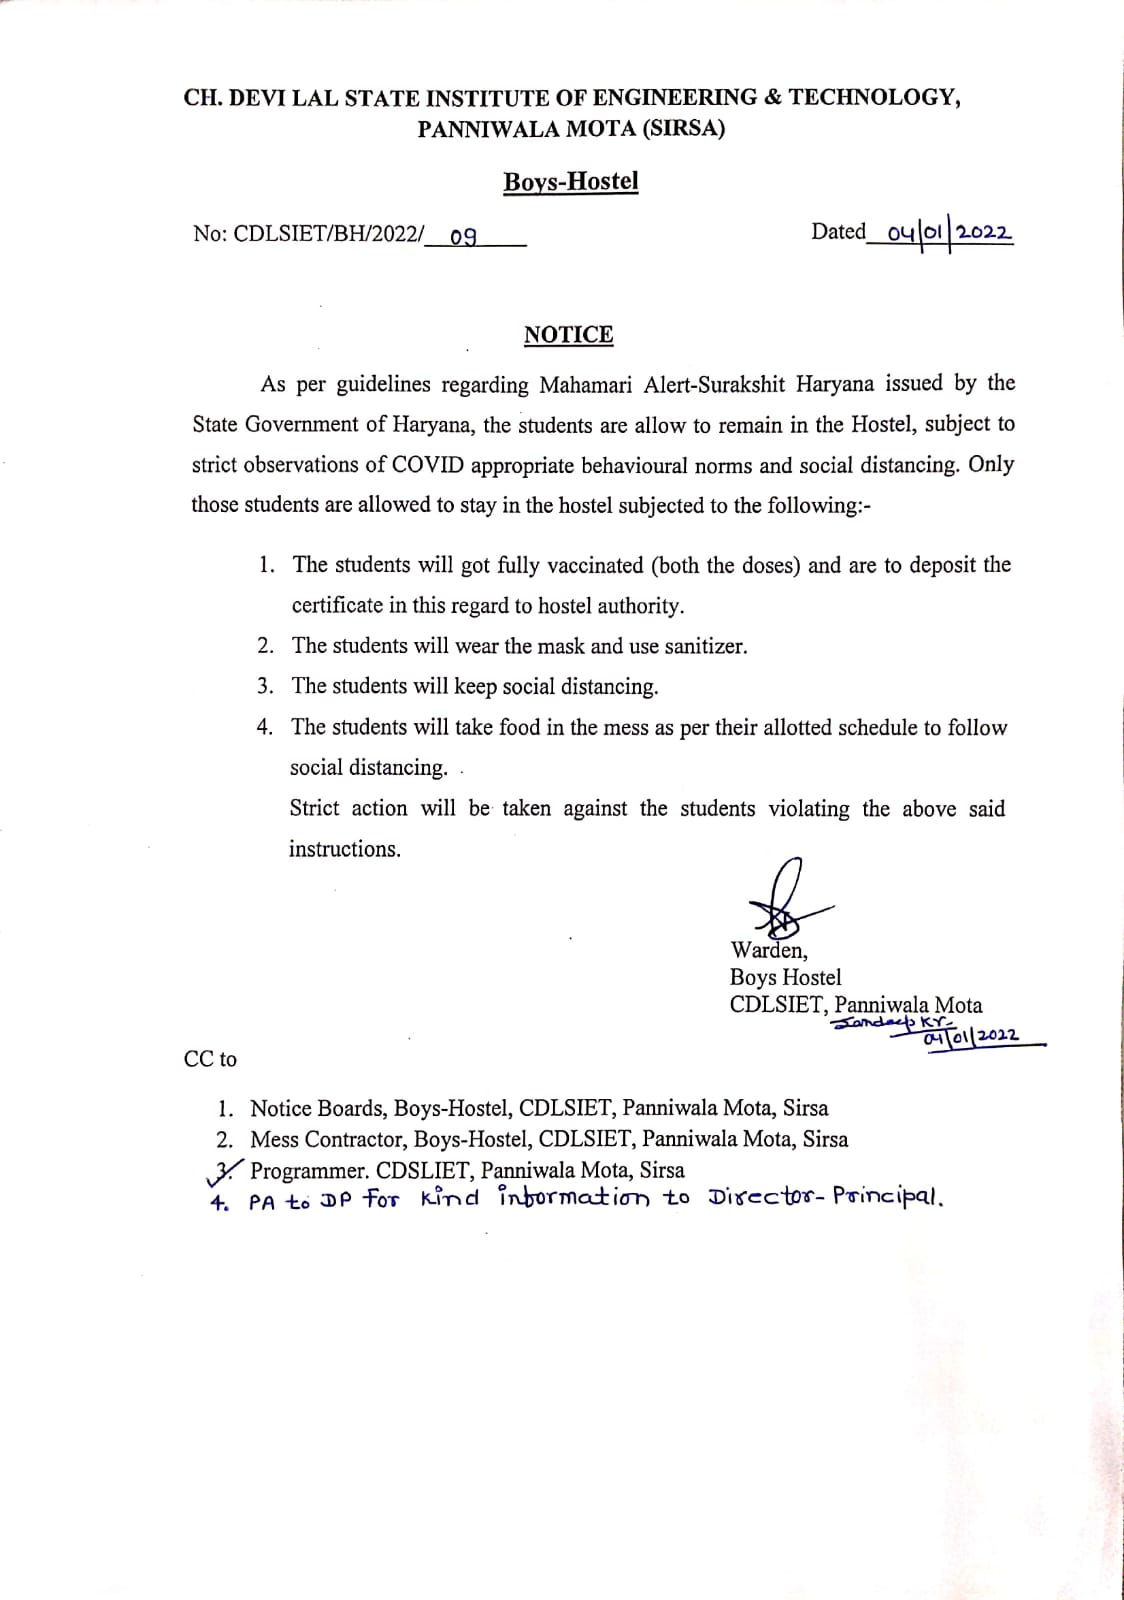 CH. DEVI LAL STATE INSTITUTE OF ENGINEERING & TECHNOLOGY,
PANNIWALA MOTA (SIRSA)
Boys-Hostel
No: CDLSIET/BH/2022/ 09 Dated 04/01/2022
NOTICE
As per guidelines regarding Mahamari Alert-Surakshit Haryana issued by the
State Government of Haryana, the students are allow to remain in the Hostel, subject to
strict observations of COVID appropriate behavioural norms and social distancing. Only
those students are allowed to stay in the hostel subjected to the following:-
1. The students will got fully vaccinated (both the doses) and are to deposit the
certificate in this regard to hostel authority.
2. The students will wear the mask and use sanitizer.
3. The students will keep social distancing.
4. The students will take food in the mess as per their allotted schedule to follow
social distancing.
Strict action will be taken against the students violating the above said
instructions.
Warden,
Boys Hostel
CDLSIET, Panniwala Mota
Sandeep Kr.
04/01/2022
CC to
1. Notice Boards, Boys-Hostel, CDLSIET, Panniwala Mota, Sirsa
2. Mess Contractor, Boys-Hostel, CDLSIET, Panniwala Mota, Sirsa
3. Programmer. CDSLIET, Panniwala Mota, Sirsa
4. PA to DP for kind information to Director-Principal.